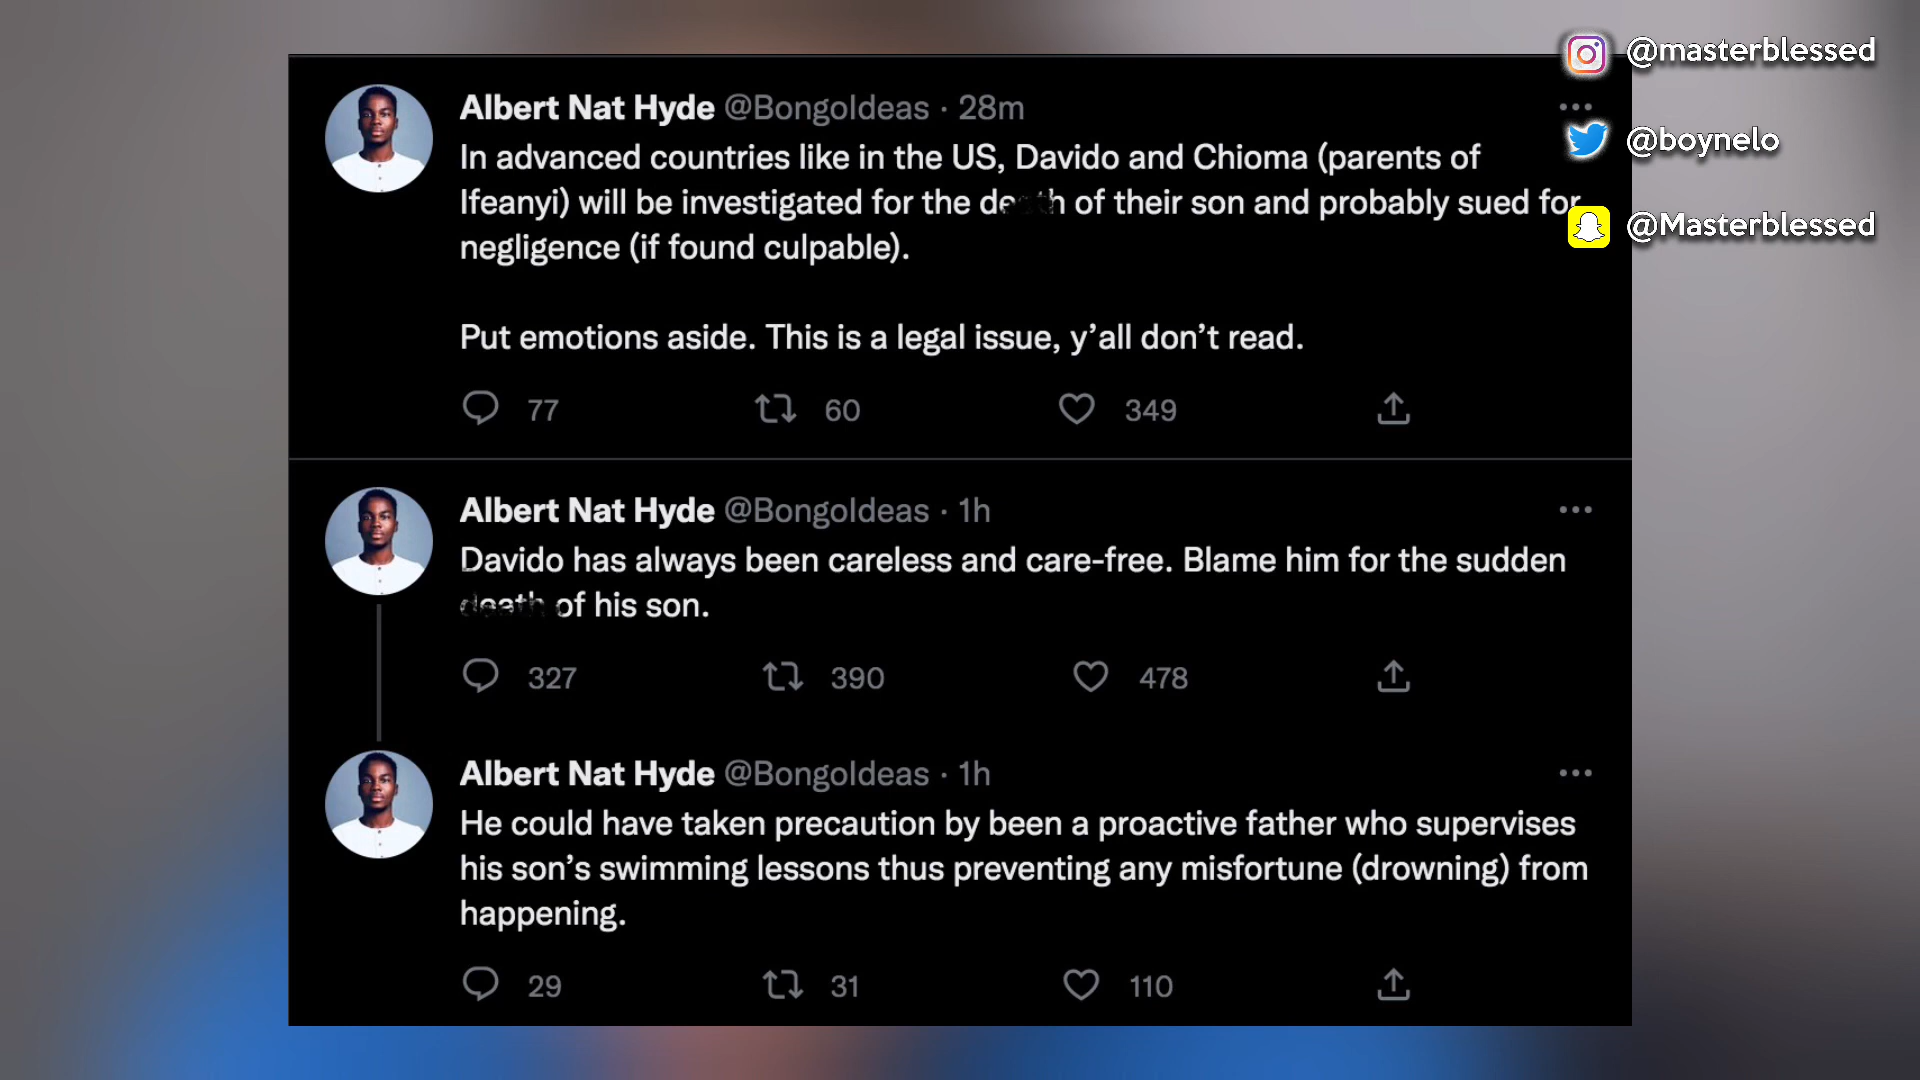 @masterblessed
@boynelo
@Masterblessed
Albert Nat Hyde @BongoIdeas · 28m
In advanced countries like in the US, Davido and Chioma (parents of
Ifeanyi) will be investigated for the death of their son and probably sued for
negligence (if found culpable).
Put emotions aside. This is a legal issue, y'all don't read.
77 60 349
Albert Nat Hyde @BongoIdeas · 1h
Davido has always been careless and care-free. Blame him for the sudden
death of his son.
327 390 478
Albert Nat Hyde @BongoIdeas · 1h
He could have taken precaution by been a proactive father who supervises
his son's swimming lessons thus preventing any misfortune (drowning) from
happening.
29 31 110